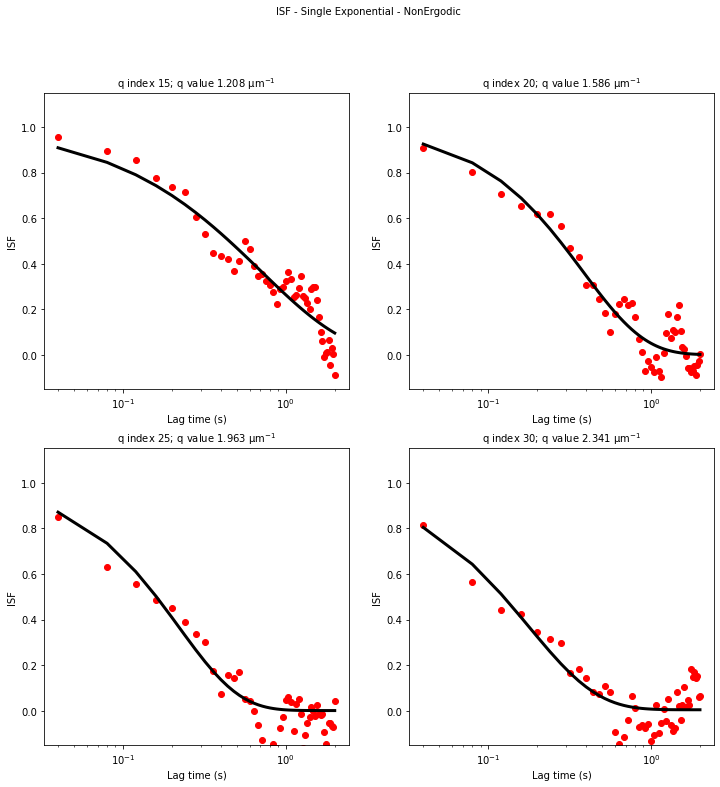 ISF - Single Exponential - NonErgodic
q index 15; q value 1.208 μm⁻¹
q index 20; q value 1.586 μm⁻¹
1.0
0.8
0.6
0.4
0.2
0.0
ISF
10⁻¹
10⁰
Lag time (s)
1.0
0.8
0.6
0.4
0.2
0.0
ISF
10⁻¹
10⁰
Lag time (s)
q index 25; q value 1.963 μm⁻¹
q index 30; q value 2.341 μm⁻¹
1.0
0.8
0.6
0.4
0.2
0.0
ISF
10⁻¹
10⁰
Lag time (s)
1.0
0.8
0.6
0.4
0.2
0.0
ISF
10⁻¹
10⁰
Lag time (s)